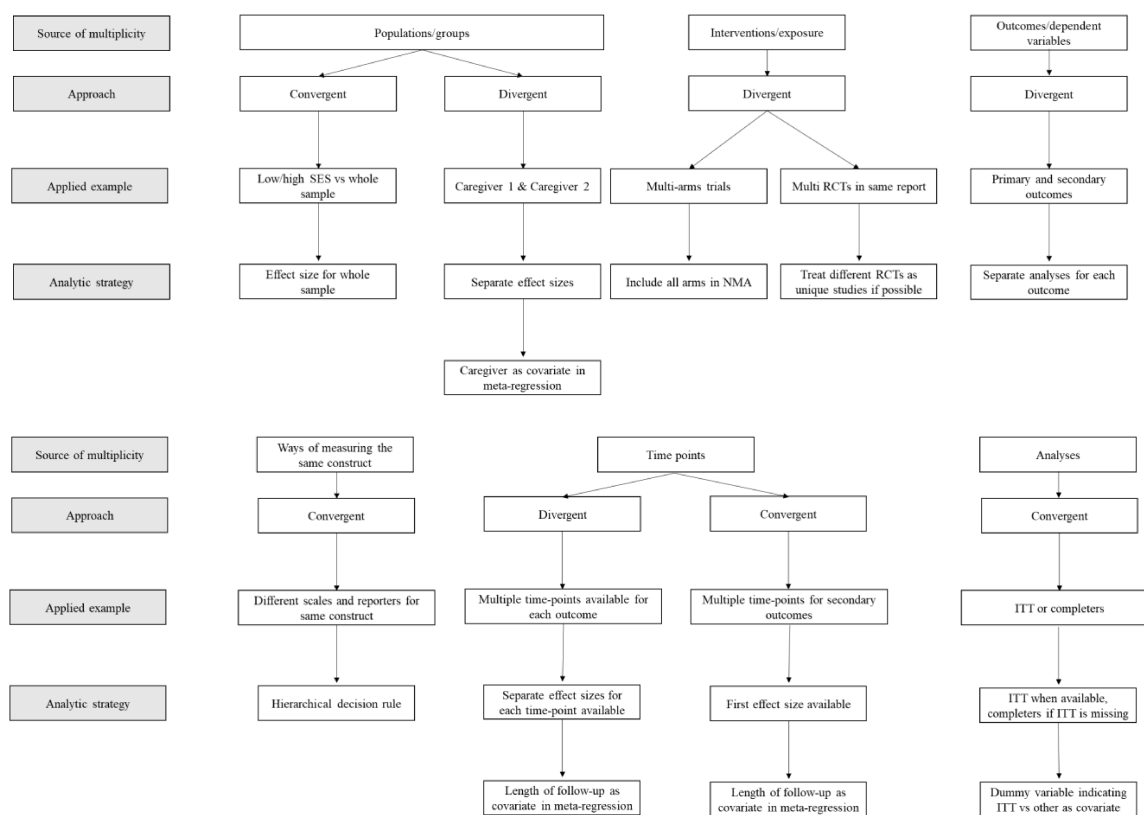 Source of multiplicity
Populations/groups
Interventions/exposure
Outcomes/dependent
variables
Approach
Convergent
Divergent
Divergent
Divergent
Applied example
Low/high SES vs whole
sample
Caregiver 1 & Caregiver 2
Multi-arms trials
Multi RCTs in same report
Primary and secondary
outcomes
Analytic strategy
Effect size for whole
sample
Separate effect sizes
Include all arms in NMA
Treat different RCTs as
unique studies if possible
Separate analyses for each
outcome
Caregiver as covariate in
meta-regression
Source of multiplicity
Ways of measuring the
same construct
Time points
Analyses
Approach
Convergent
Divergent
Convergent
Convergent
Applied example
Different scales and reporters for
same construct
Multiple time-points available for
each outcome
Multiple time-points for secondary
outcomes
ITT or completers
Analytic strategy
Hierarchical decision rule
Separate effect sizes for
each time-point available
First effect size available
ITT when available,
completers if ITT is missing
Length of follow-up as
covariate in meta-regression
Length of follow-up as
covariate in meta-regression
Dummy variable indicating
ITT vs other as covariate